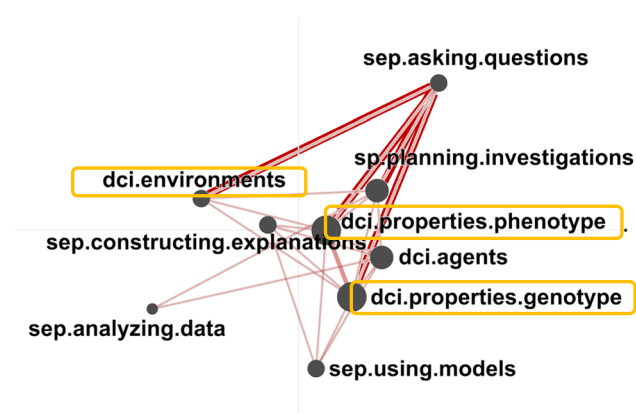 sep.asking.questions
sp.planning.investigations
dci.environments
dci.properties.phenotype
sep.constructing.explanations
dci.agents
dci.properties.genotype
sep.analyzing.data
sep.using.models